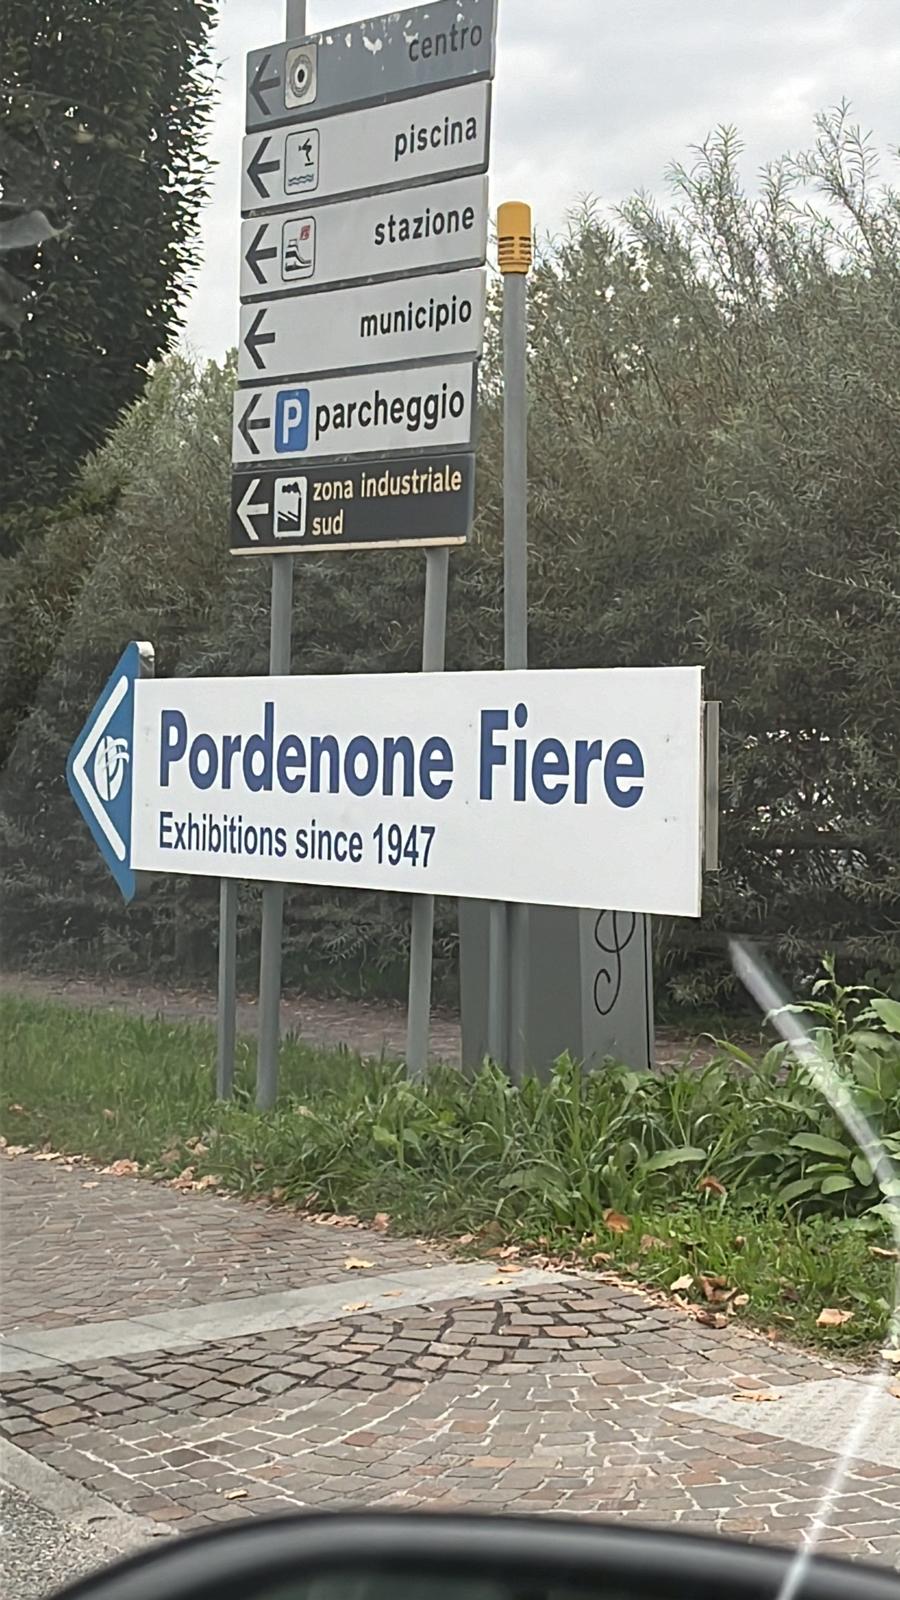 centro
piscina
stazione
municipio
P parcheggio
zona industriale
sud
Pordenone Fiere
Exhibitions since 1947